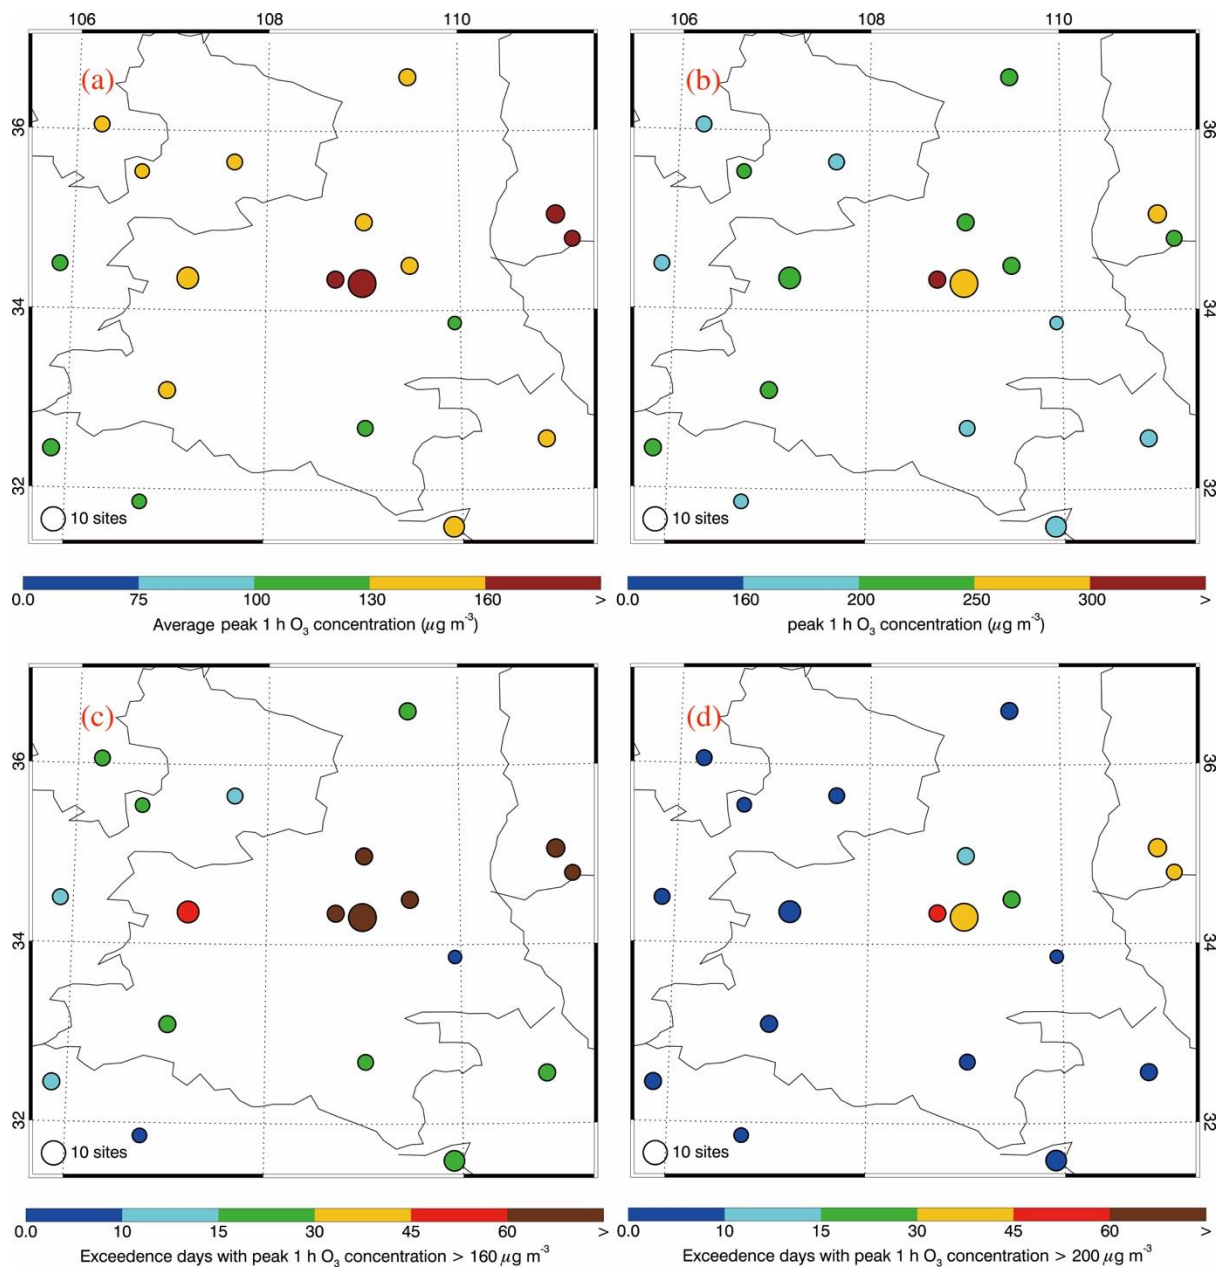 106 108 110 106 108 110
(a) (b)
36 36
34 34
32 32
10 sites 10 sites
0.0 75 100 130 160 > 0.0 160 200 250 300 >
Average peak 1 h O₃ concentration (μg m⁻³) peak 1 h O₃ concentration (μg m⁻³)
(c) (d)
36 36
34 34
32 32
10 sites 10 sites
0.0 10 15 30 45 60 > 0.0 10 15 30 45 60 >
Exceedence days with peak 1 h O₃ concentration > 160 μg m⁻³ Exceedence days with peak 1 h O₃ concentration > 200 μg m⁻³